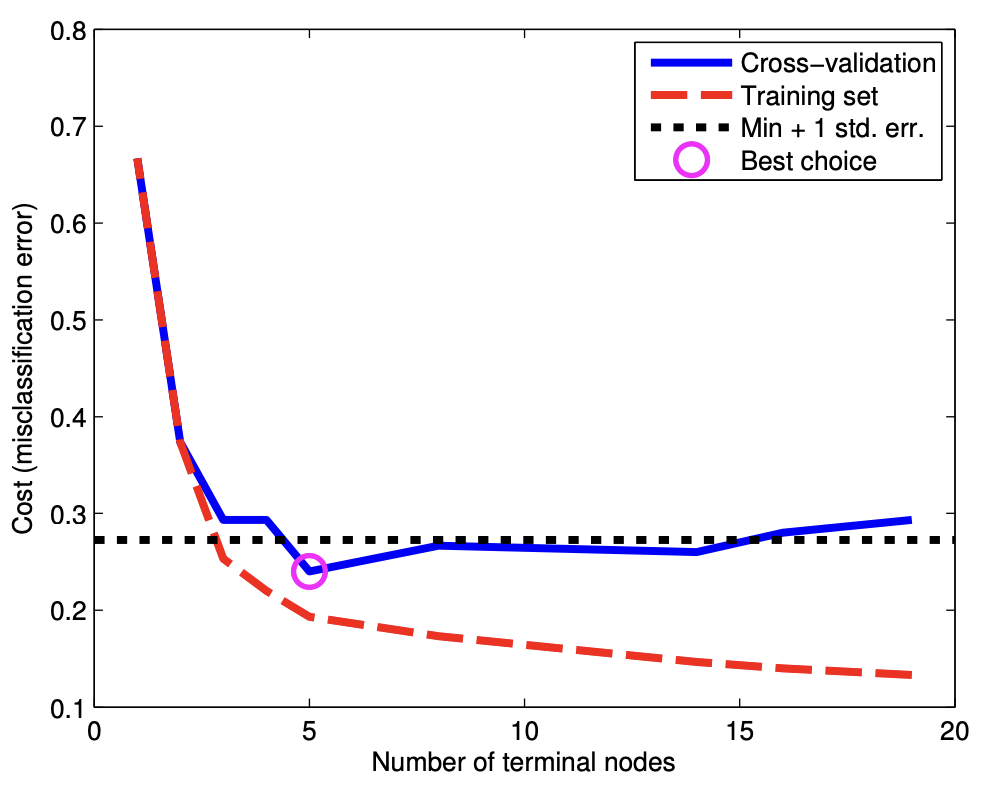 0.8
0.7
0.6
0.5
0.4
0.3
0.2
0.1
Cost (misclassification error)
Cross−validation
Training set
Min + 1 std. err.
Best choice
0 5 10 15 20
Number of terminal nodes